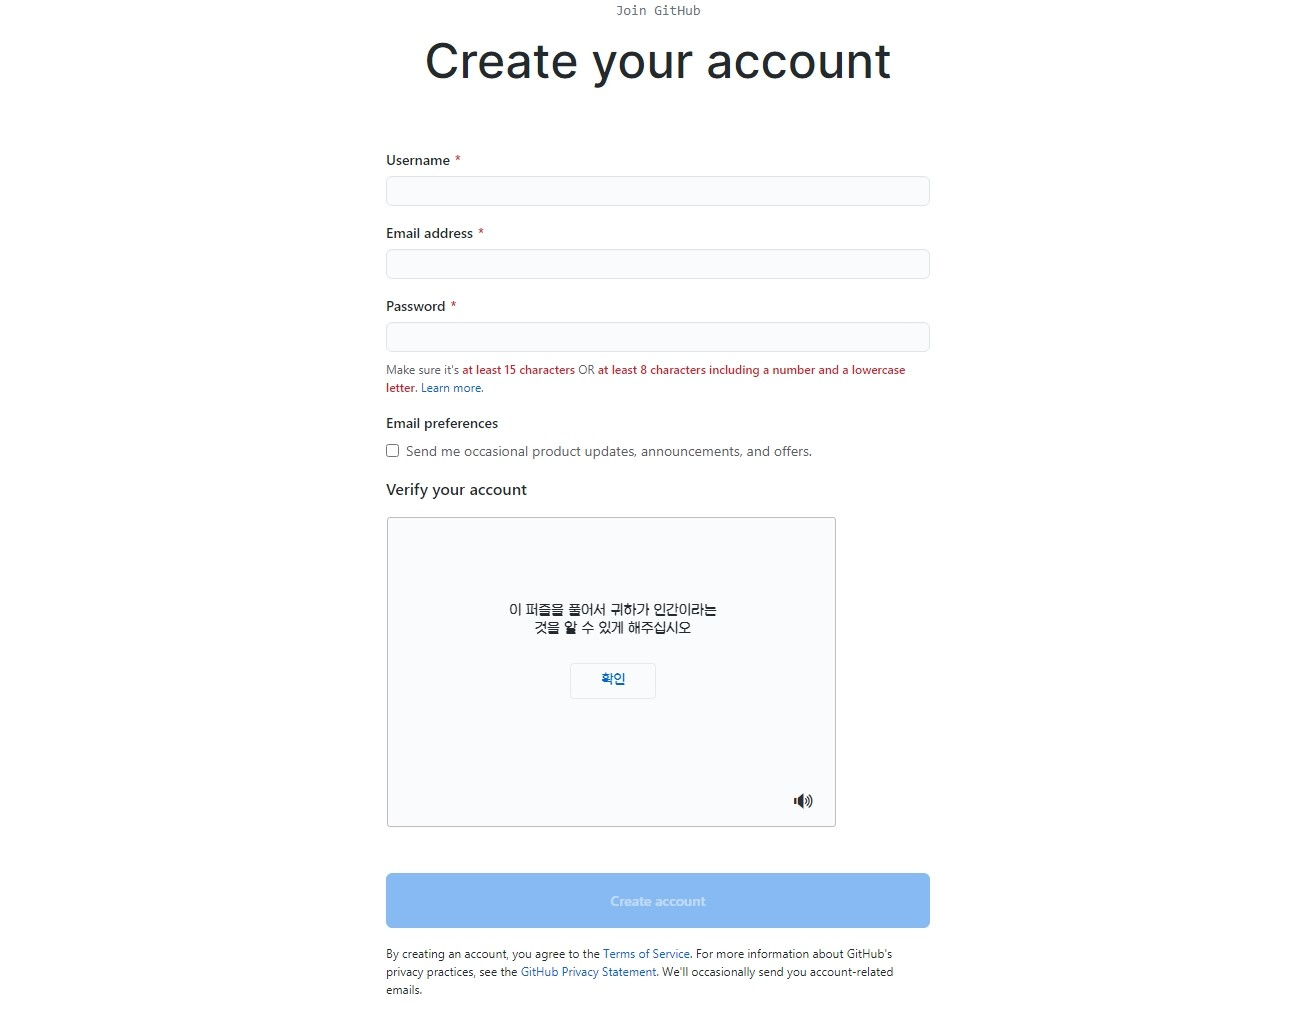 Join GitHub
Create your account
Username *
Email address *
Password *
Make sure it's at least 15 characters OR at least 8 characters including a number and a lowercase
letter. Learn more.
Email preferences
Send me occasional product updates, announcements, and offers.
Verify your account
이 퍼즐을 풀어서 귀하가 인간이라는
것을 알 수 있게 해주십시오
확인
Create account
By creating an account, you agree to the Terms of Service. For more information about GitHub's
privacy practices, see the GitHub Privacy Statement. We'll occasionally send you account-related
emails.